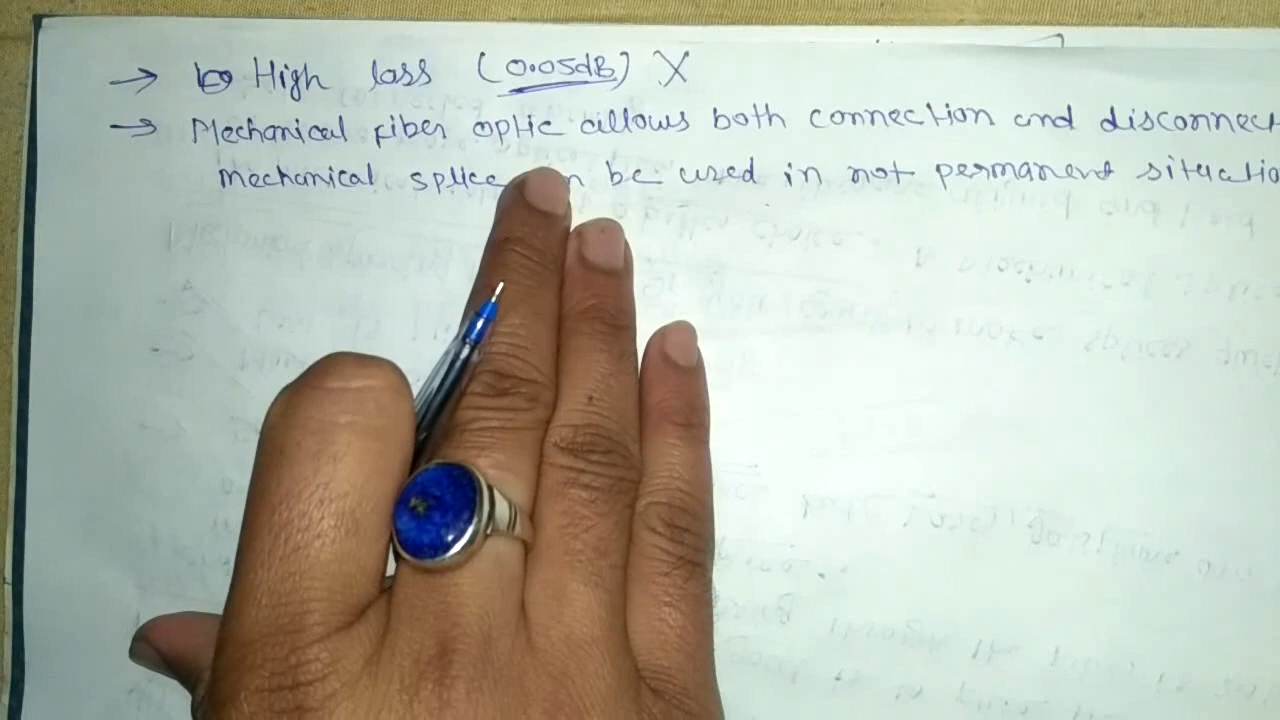 → High loss (0.05dB) X
→ Mechanical fiber optic allows both connection and disconnect
mechanical splice be used in not permanent situatio